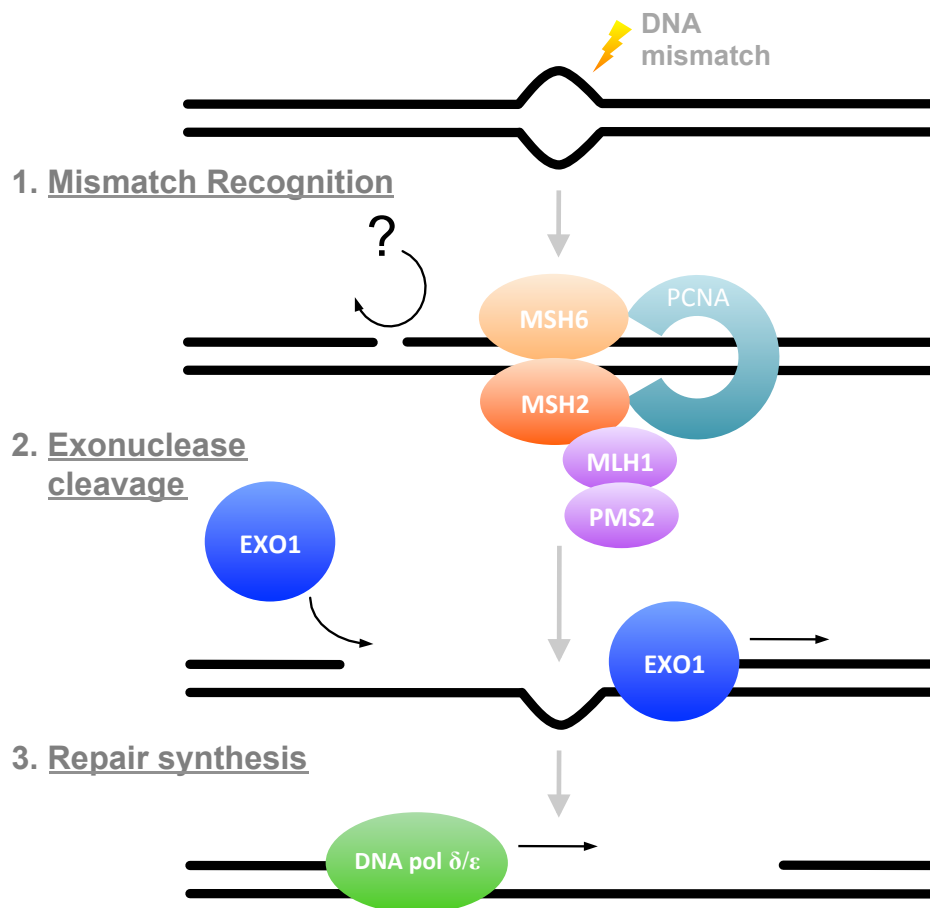 DNA
mismatch
1. Mismatch Recognition
?
PCNA
MSH6
MSH2
2. Exonuclease
cleavage
MLH1
PMS2
EXO1
EXO1
3. Repair synthesis
DNA pol δ/ε